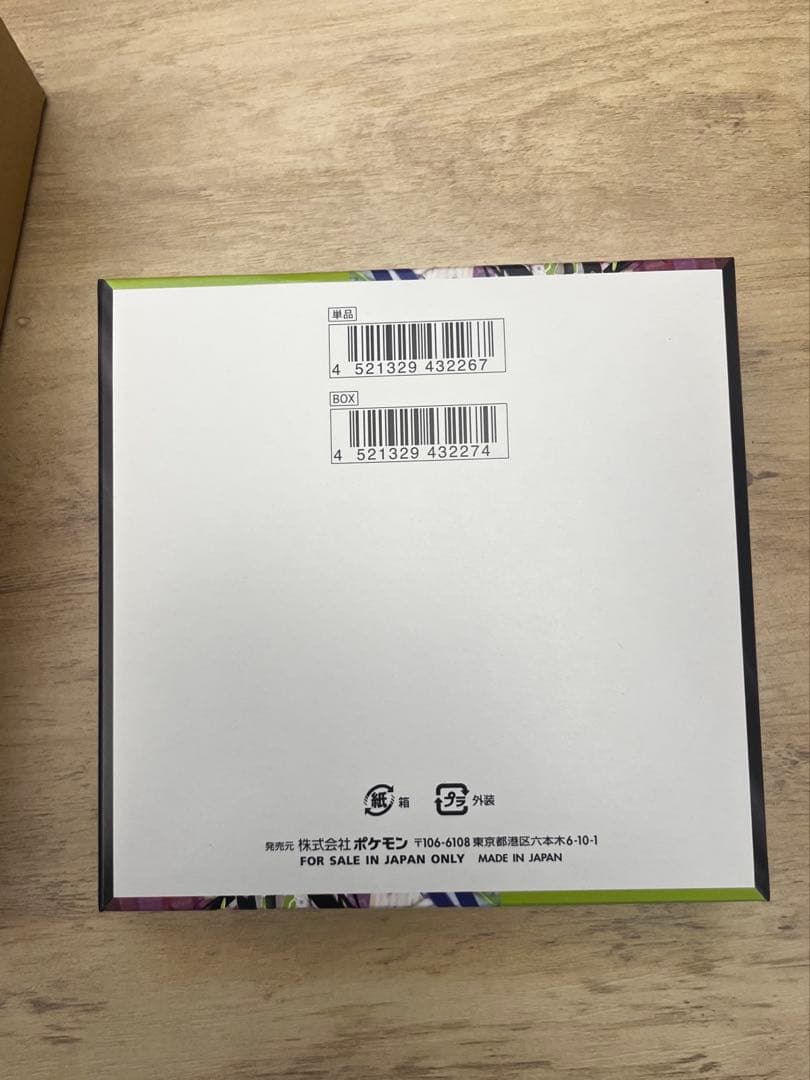 単品
4 521329 432267
BOX
4 521329 432274
紙 箱 プラ 外装
発売元 株式会社ポケモン 〒106-6108 東京都港区六本木6-10-1
FOR SALE IN JAPAN ONLY MADE IN JAPAN